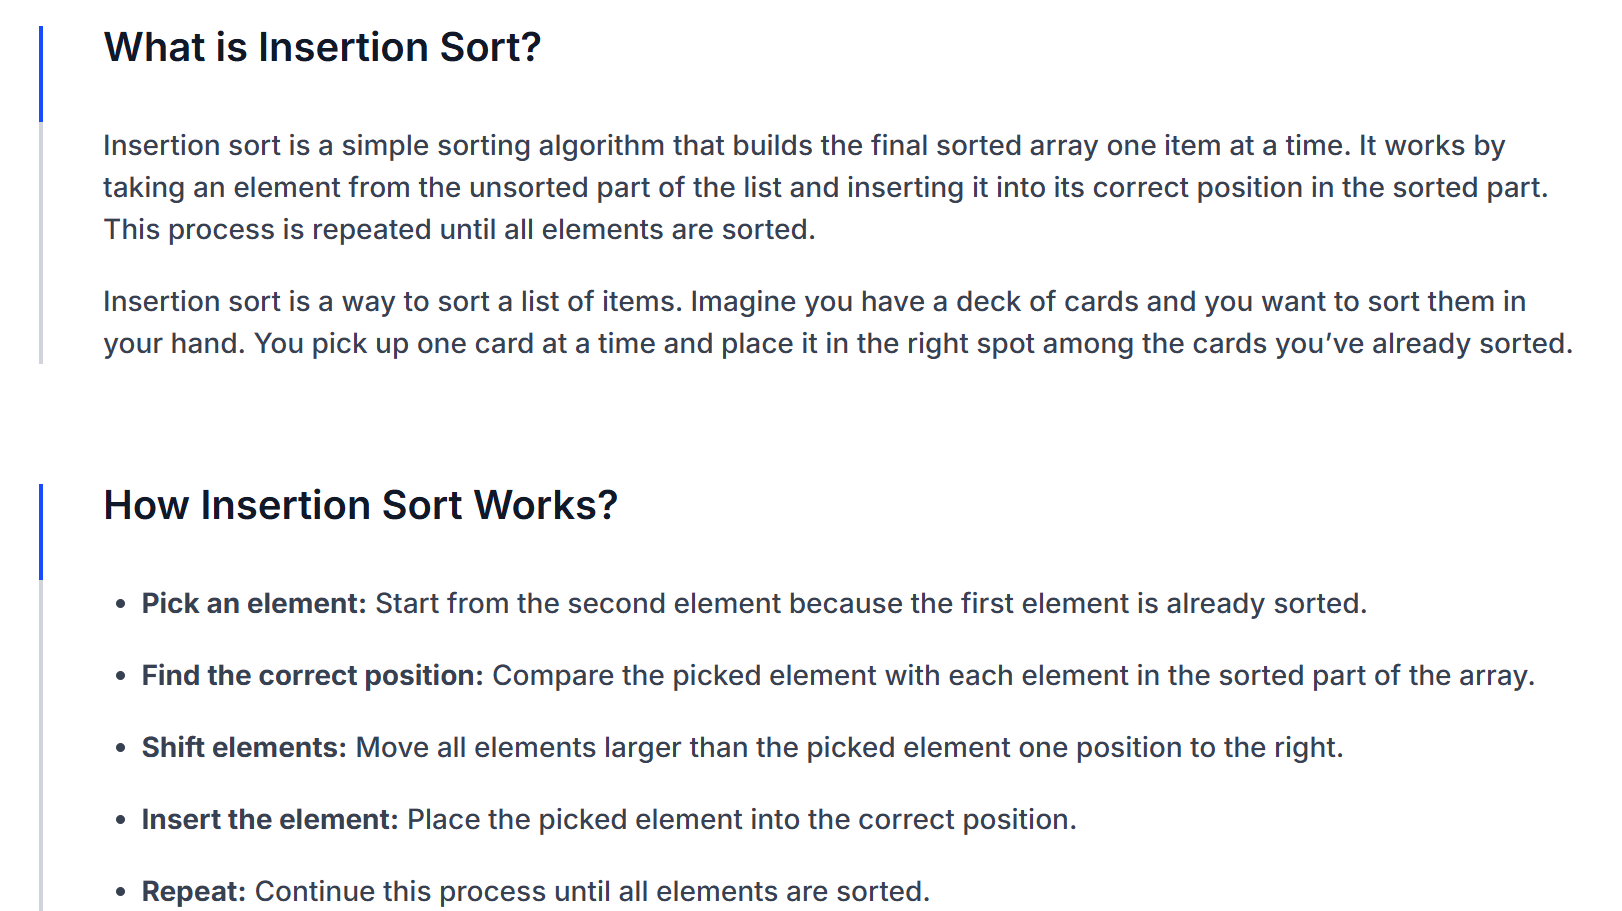 What is Insertion Sort?
Insertion sort is a simple sorting algorithm that builds the final sorted array one item at a time. It works by
taking an element from the unsorted part of the list and inserting it into its correct position in the sorted part.
This process is repeated until all elements are sorted.
Insertion sort is a way to sort a list of items. Imagine you have a deck of cards and you want to sort them in
your hand. You pick up one card at a time and place it in the right spot among the cards you’ve already sorted.
How Insertion Sort Works?
• Pick an element: Start from the second element because the first element is already sorted.
• Find the correct position: Compare the picked element with each element in the sorted part of the array.
• Shift elements: Move all elements larger than the picked element one position to the right.
• Insert the element: Place the picked element into the correct position.
• Repeat: Continue this process until all elements are sorted.